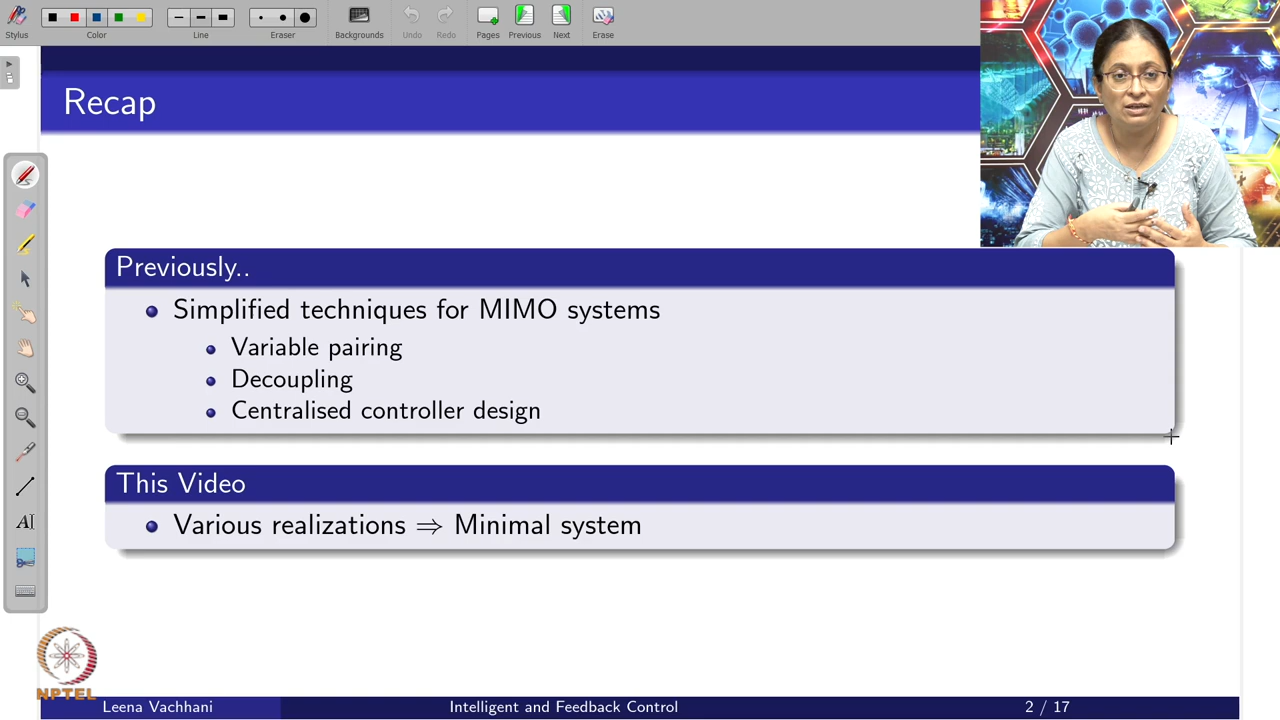 Stylus Color Line Eraser Backgrounds Undo Redo Pages Previous Next Erase
Recap
Previously..
Simplified techniques for MIMO systems
Variable pairing
Decoupling
Centralised controller design
This Video
Various realizations ⇒ Minimal system
NPTEL
Leena Vachhani Intelligent and Feedback Control 2 / 17